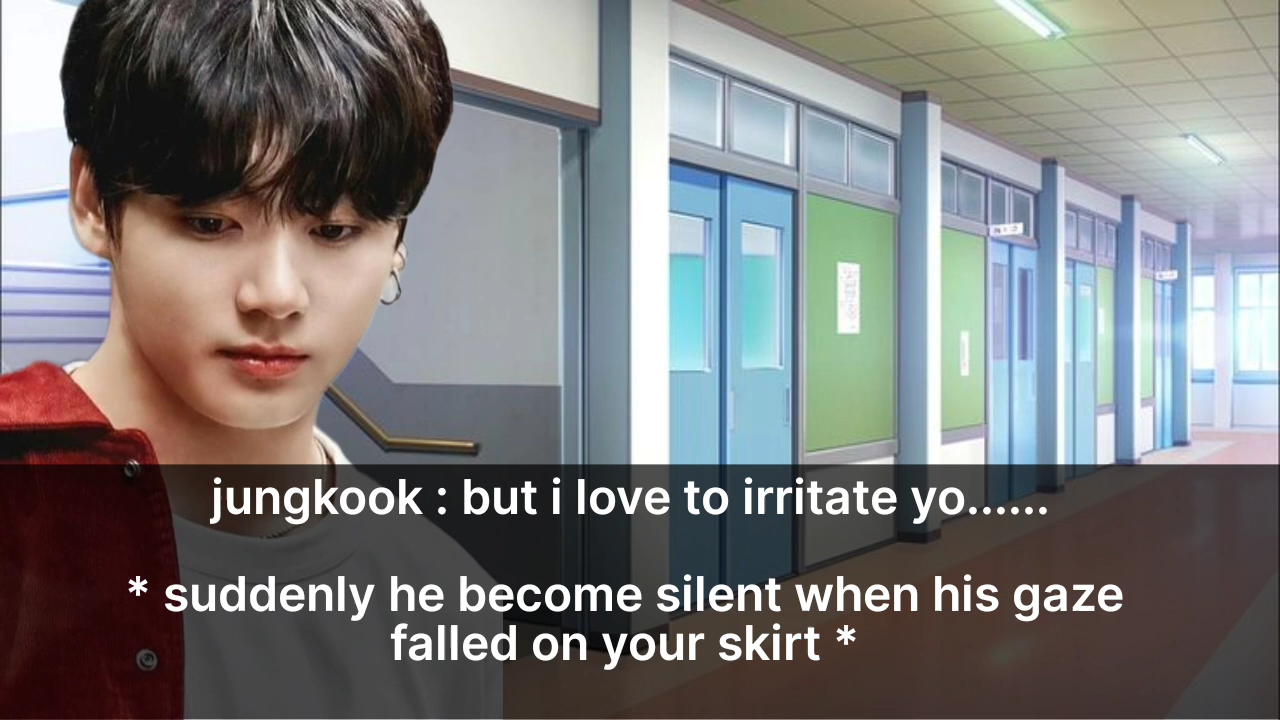 jungkook : but i love to irritate yo......
* suddenly he become silent when his gaze
falled on your skirt *